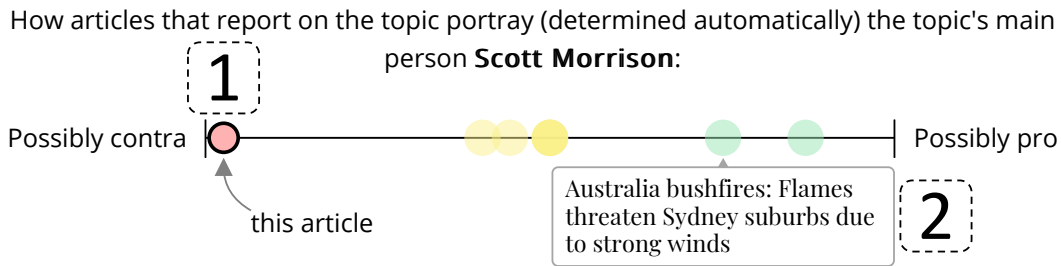 How articles that report on the topic portray (determined automatically) the topic's main
person Scott Morrison:
1
Possibly contra
Possibly pro
this article
Australia bushfires: Flames
threaten Sydney suburbs due
to strong winds
2